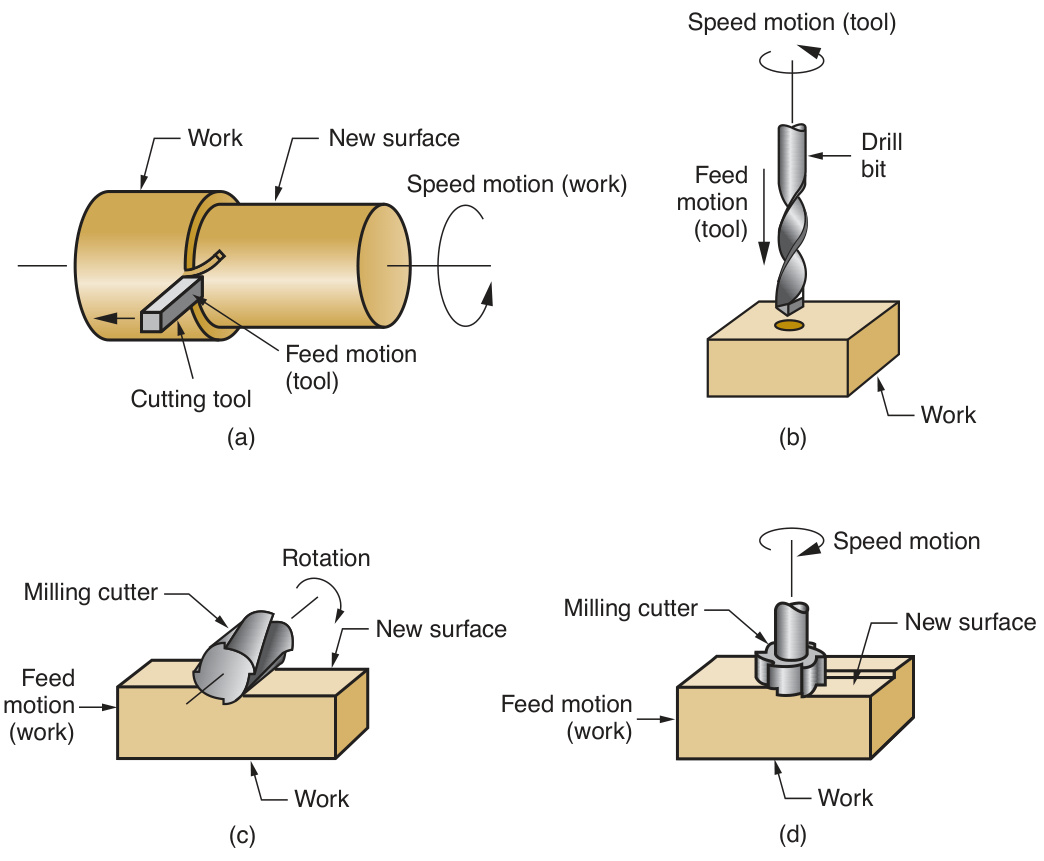 Work
New surface
Speed motion (work)
Feed motion
(tool)
Cutting tool
(a)
Speed motion (tool)
Drill
bit
Feed
motion
(tool)
Work
(b)
Rotation
Milling cutter
New surface
Feed
motion
(work)
Work
(c)
Speed motion
Milling cutter
New surface
Feed motion
(work)
Work
(d)